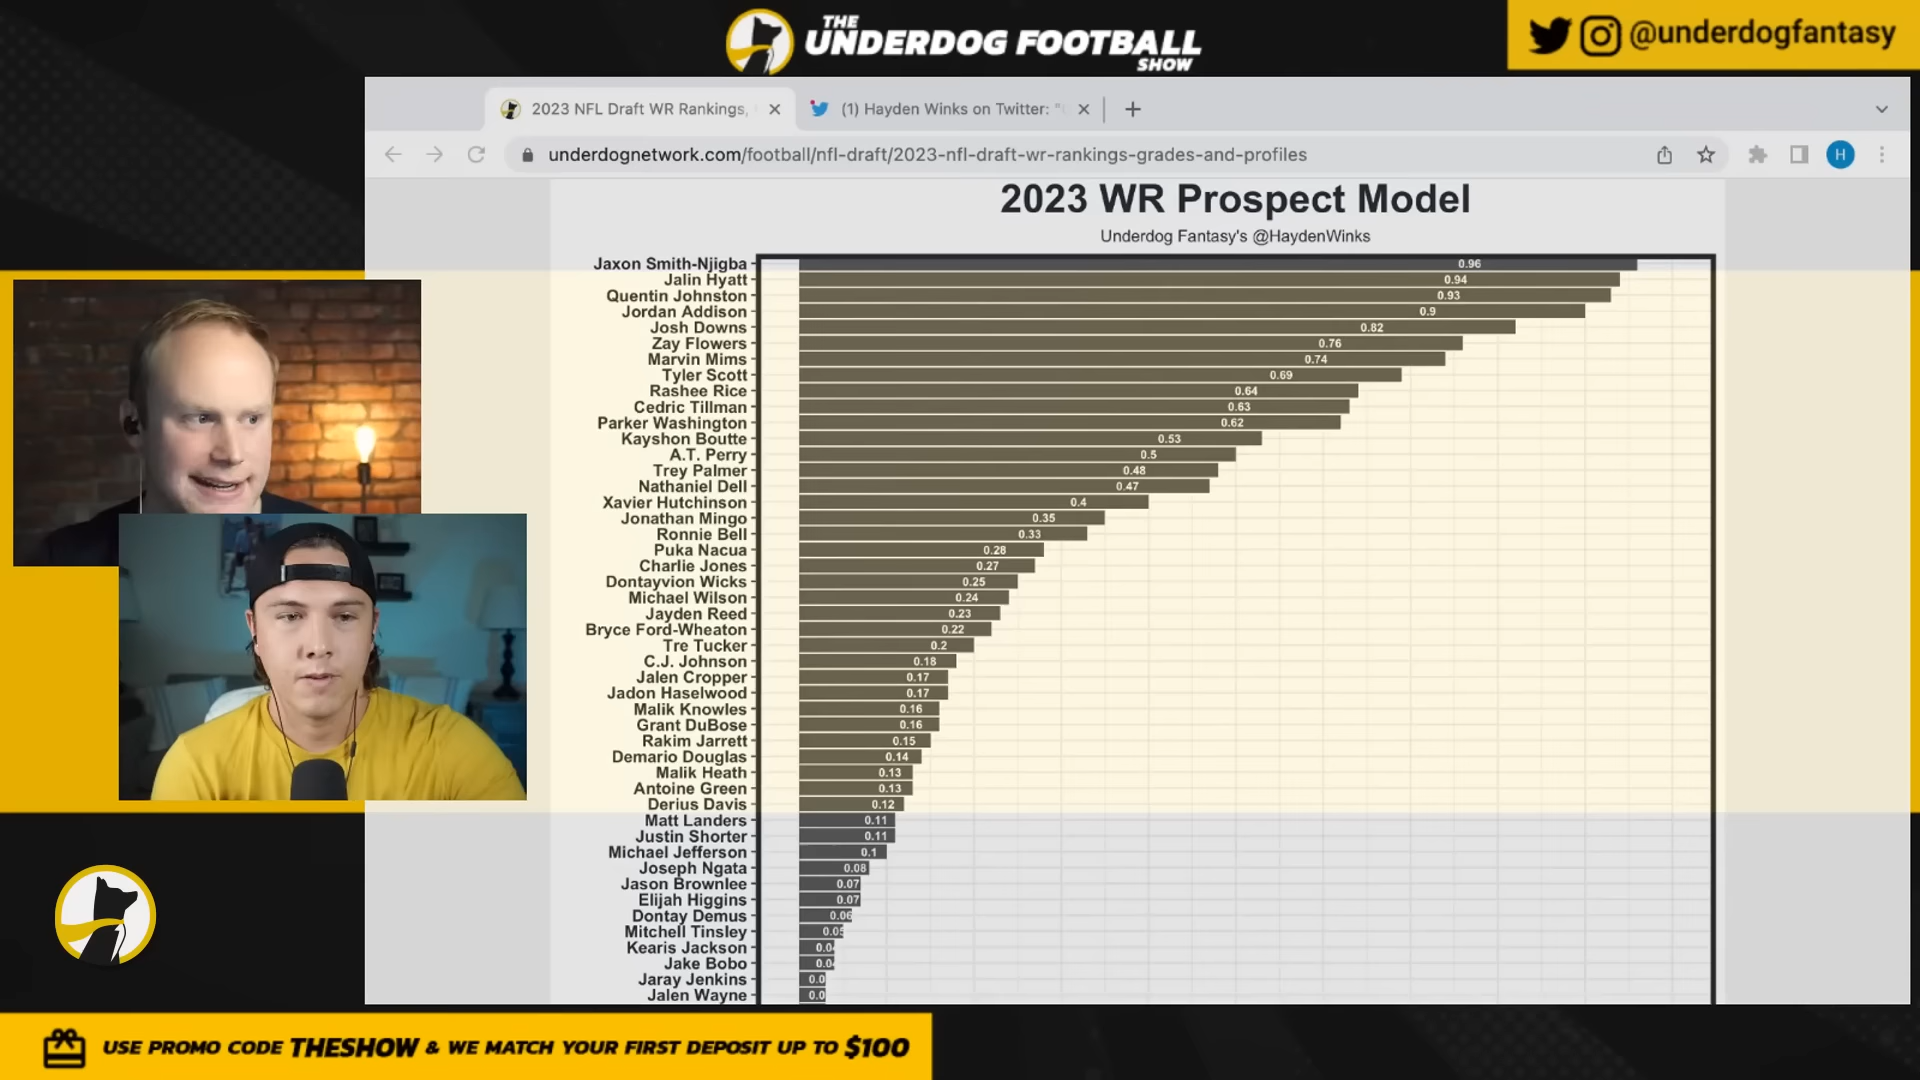 THE
UNDERDOG FOOTBALL
SHOW
@underdogfantasy
2023 NFL Draft WR Rankings,
(1) Hayden Winks on Twitter: "
underdognetwork.com/football/nfl-draft/2023-nfl-draft-wr-rankings-grades-and-profiles
H
2023 WR Prospect Model
Underdog Fantasy's @HaydenWinks
Jaxon Smith-Njigba 0.96
Jalin Hyatt 0.94
Quentin Johnston 0.93
Jordan Addison 0.9
Josh Downs 0.82
Zay Flowers 0.76
Marvin Mims 0.74
Tyler Scott 0.69
Rashee Rice 0.64
Cedric Tillman 0.63
Parker Washington 0.62
Kayshon Boutte 0.53
A.T. Perry 0.5
Trey Palmer 0.48
Nathaniel Dell 0.47
Xavier Hutchinson 0.4
Jonathan Mingo 0.35
Ronnie Bell 0.33
Puka Nacua 0.28
Charlie Jones 0.27
Dontayvion Wicks 0.25
Michael Wilson 0.24
Jayden Reed 0.23
Bryce Ford-Wheaton 0.22
Tre Tucker 0.2
C.J. Johnson 0.18
Jalen Cropper 0.17
Jadon Haselwood 0.17
Malik Knowles 0.16
Grant DuBose 0.16
Rakim Jarrett 0.15
Demario Douglas 0.14
Malik Heath 0.13
Antoine Green 0.13
Derius Davis 0.12
Matt Landers 0.11
Justin Shorter 0.11
Michael Jefferson 0.1
Joseph Ngata 0.08
Jason Brownlee 0.07
Elijah Higgins 0.07
Dontay Demus 0.06
Mitchell Tinsley 0.05
Kearis Jackson 0.04
Jake Bobo 0.04
Jaray Jenkins 0.0
Jalen Wayne 0.0
USE PROMO CODE THESHOW & WE MATCH YOUR FIRST DEPOSIT UP TO $100